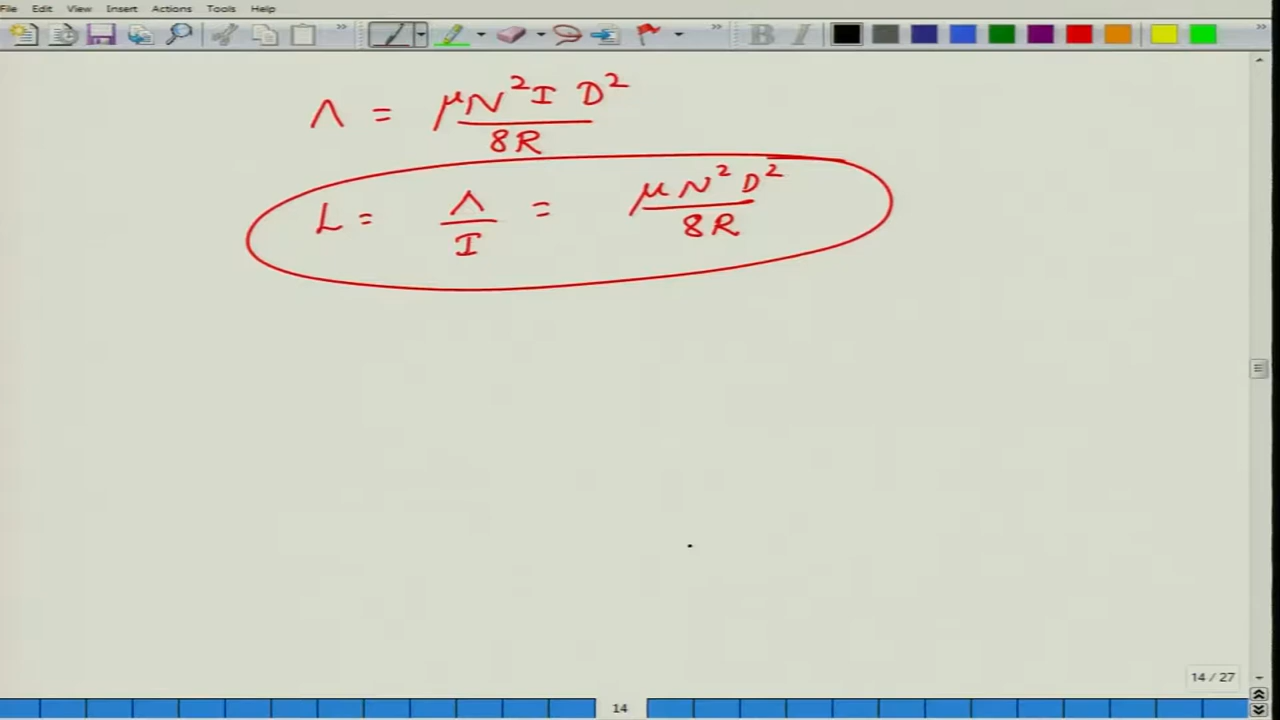 File Edit View Insert Actions Tools Help
Λ = μN²I D² / 8R
L = Λ / I = μN²D² / 8R
14 / 27
14